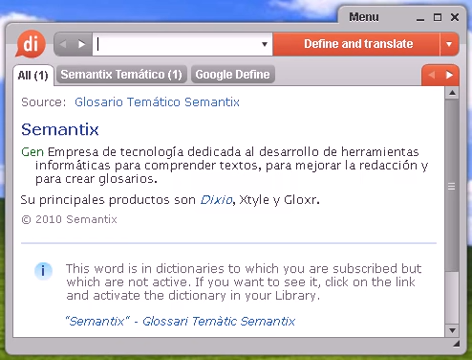 Menu
di
Define and translate
All (1)
Semantix Temático (1)
Google Define
Source: Glosario Temático Semantix
Semantix
Gen Empresa de tecnología dedicada al desarrollo de herramientas
informáticas para comprender textos, para mejorar la redacción y
para crear glosarios.
Su principales productos son Dixio, Xtyle y Gloxr.
© 2010 Semantix
i
This word is in dictionaries to which you are subscribed but
which are not active. If you want to see it, click on the link
and activate the dictionary in your Library.
"Semantix" - Glossari Temàtic Semantix